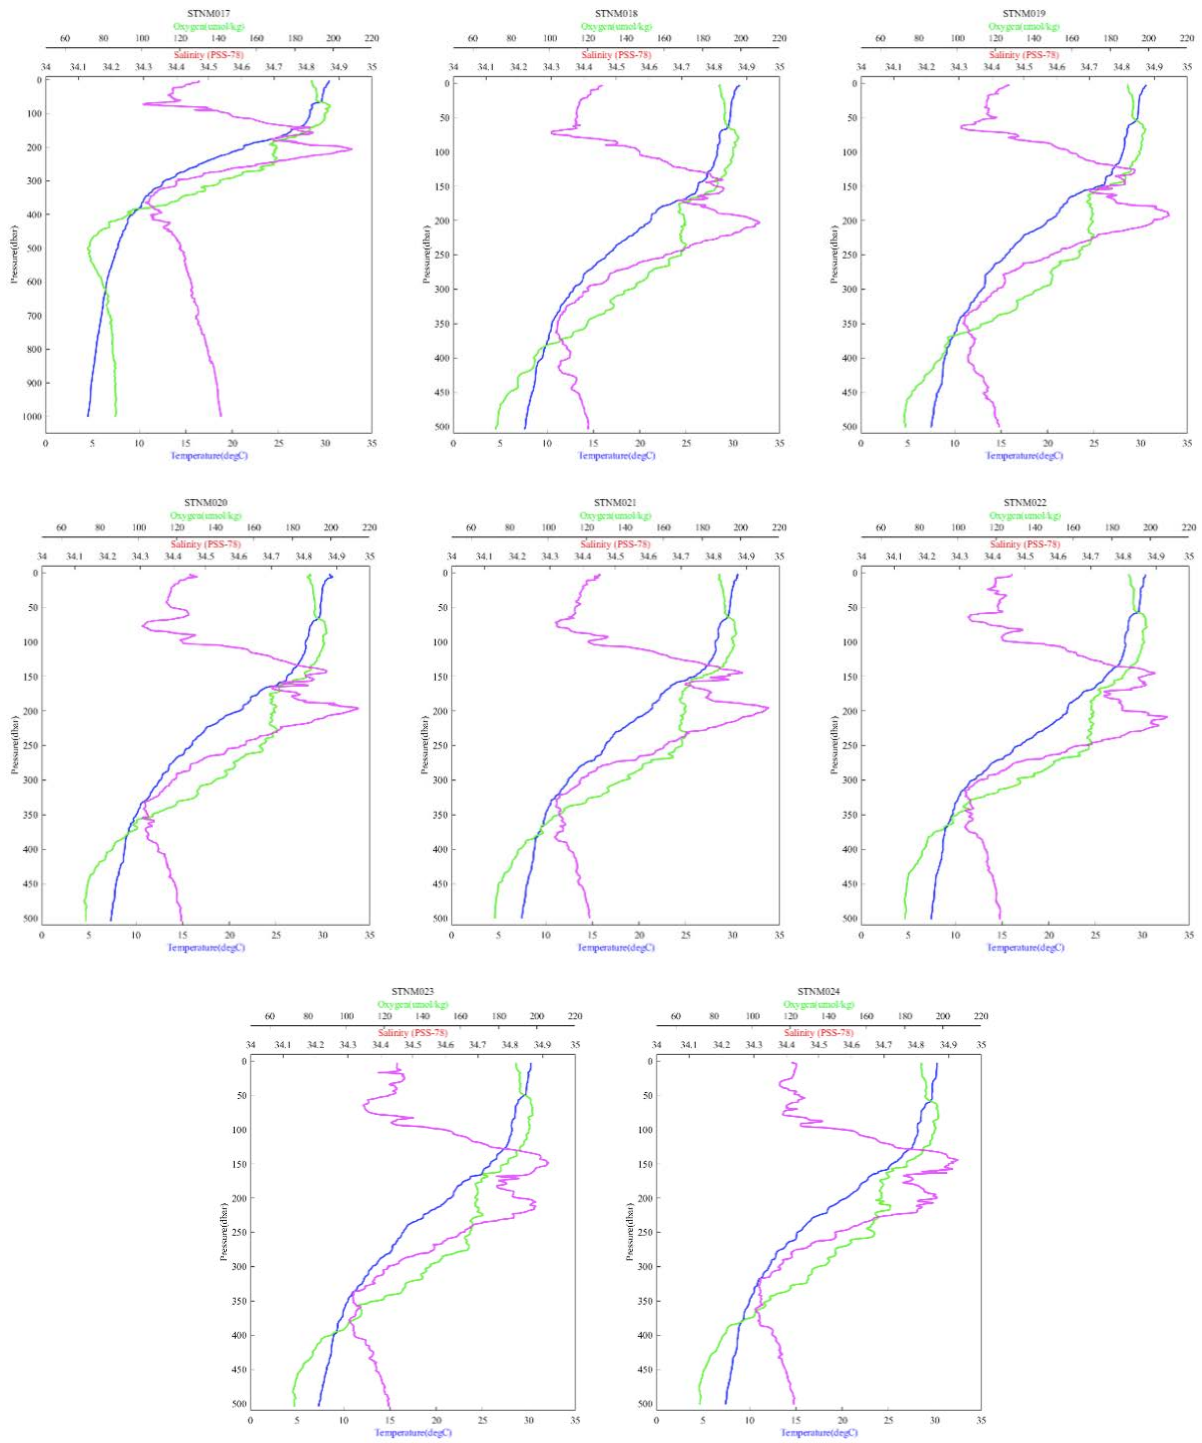 STNM017
Oxygen(umol/kg)
60 80 100 120 140 160 180 200 220
Salinity (PSS-78)
34 34.1 34.2 34.3 34.4 34.5 34.6 34.7 34.8 34.9 35
0
100
200
300
400
500
600
700
800
900
1000
Pressure(dbar)
0 5 10 15 20 25 30 35
Temperature(degC)
STNM018
Oxygen(umol/kg)
60 80 100 120 140 160 180 200 220
Salinity (PSS-78)
34 34.1 34.2 34.3 34.4 34.5 34.6 34.7 34.8 34.9 35
0
50
100
150
200
250
300
350
400
450
500
Pressure(dbar)
0 5 10 15 20 25 30 35
Temperature(degC)
STNM019
Oxygen(umol/kg)
60 80 100 120 140 160 180 200 220
Salinity (PSS-78)
34 34.1 34.2 34.3 34.4 34.5 34.6 34.7 34.8 34.9 35
0
50
100
150
200
250
300
350
400
450
500
Pressure(dbar)
0 5 10 15 20 25 30 35
Temperature(degC)
STNM020
Oxygen(umol/kg)
60 80 100 120 140 160 180 200 220
Salinity (PSS-78)
34 34.1 34.2 34.3 34.4 34.5 34.6 34.7 34.8 34.9 35
0
50
100
150
200
250
300
350
400
450
500
Pressure(dbar)
0 5 10 15 20 25 30 35
Temperature(degC)
STNM021
Oxygen(umol/kg)
60 80 100 120 140 160 180 200 220
Salinity (PSS-78)
34 34.1 34.2 34.3 34.4 34.5 34.6 34.7 34.8 34.9 35
0
50
100
150
200
250
300
350
400
450
500
Pressure(dbar)
0 5 10 15 20 25 30 35
Temperature(degC)
STNM022
Oxygen(umol/kg)
60 80 100 120 140 160 180 200 220
Salinity (PSS-78)
34 34.1 34.2 34.3 34.4 34.5 34.6 34.7 34.8 34.9 35
0
50
100
150
200
250
300
350
400
450
500
Pressure(dbar)
0 5 10 15 20 25 30 35
Temperature(degC)
STNM023
Oxygen(umol/kg)
60 80 100 120 140 160 180 200 220
Salinity (PSS-78)
34 34.1 34.2 34.3 34.4 34.5 34.6 34.7 34.8 34.9 35
0
50
100
150
200
250
300
350
400
450
500
Pressure(dbar)
0 5 10 15 20 25 30 35
Temperature(degC)
STNM024
Oxygen(umol/kg)
60 80 100 120 140 160 180 200 220
Salinity (PSS-78)
34 34.1 34.2 34.3 34.4 34.5 34.6 34.7 34.8 34.9 35
0
50
100
150
200
250
300
350
400
450
500
Pressure(dbar)
0 5 10 15 20 25 30 35
Temperature(degC)